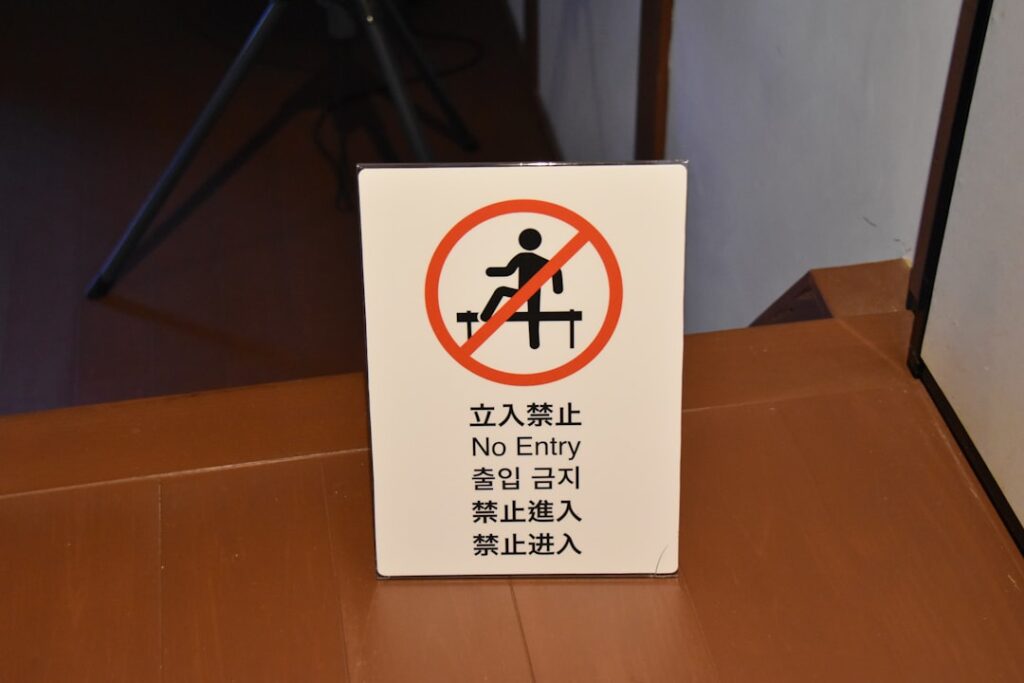 立入禁止
No Entry
출입 금지
禁止進入
禁止进入